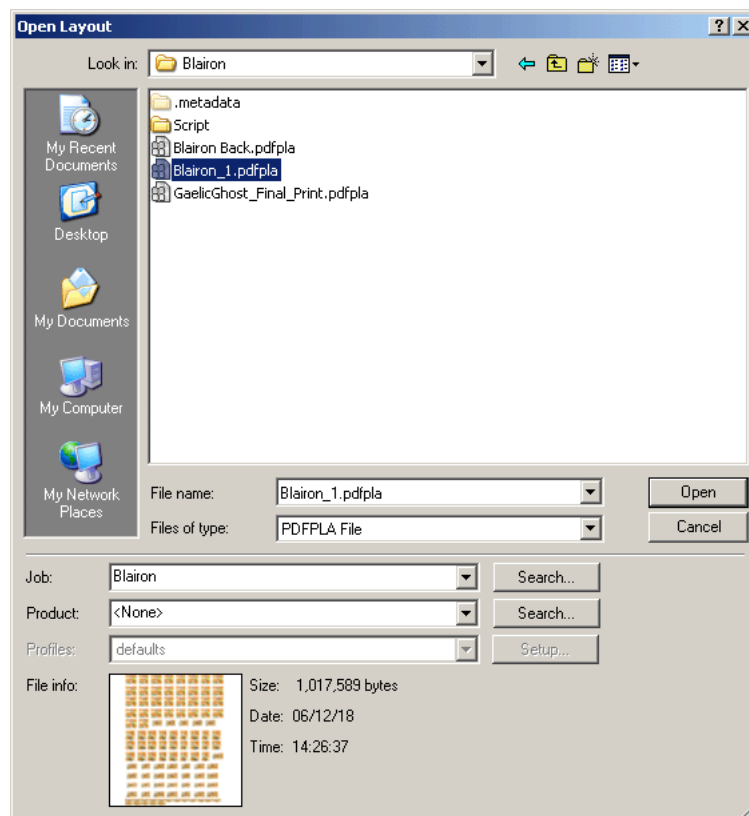 Open Layout
Look in: Blairon
My Recent
Documents
Desktop
My Documents
My Computer
My Network
Places
.metadata
Script
Blairon Back.pdfpla
Blairon_1.pdfpla
GaelicGhost_Final_Print.pdfpla
File name: Blairon_1.pdfpla Open
Files of type: PDFPLA File Cancel
Job: Blairon Search...
Product: <None> Search...
Profiles: defaults Setup...
File info: Size: 1,017,589 bytes
Date: 06/12/18
Time: 14:26:37